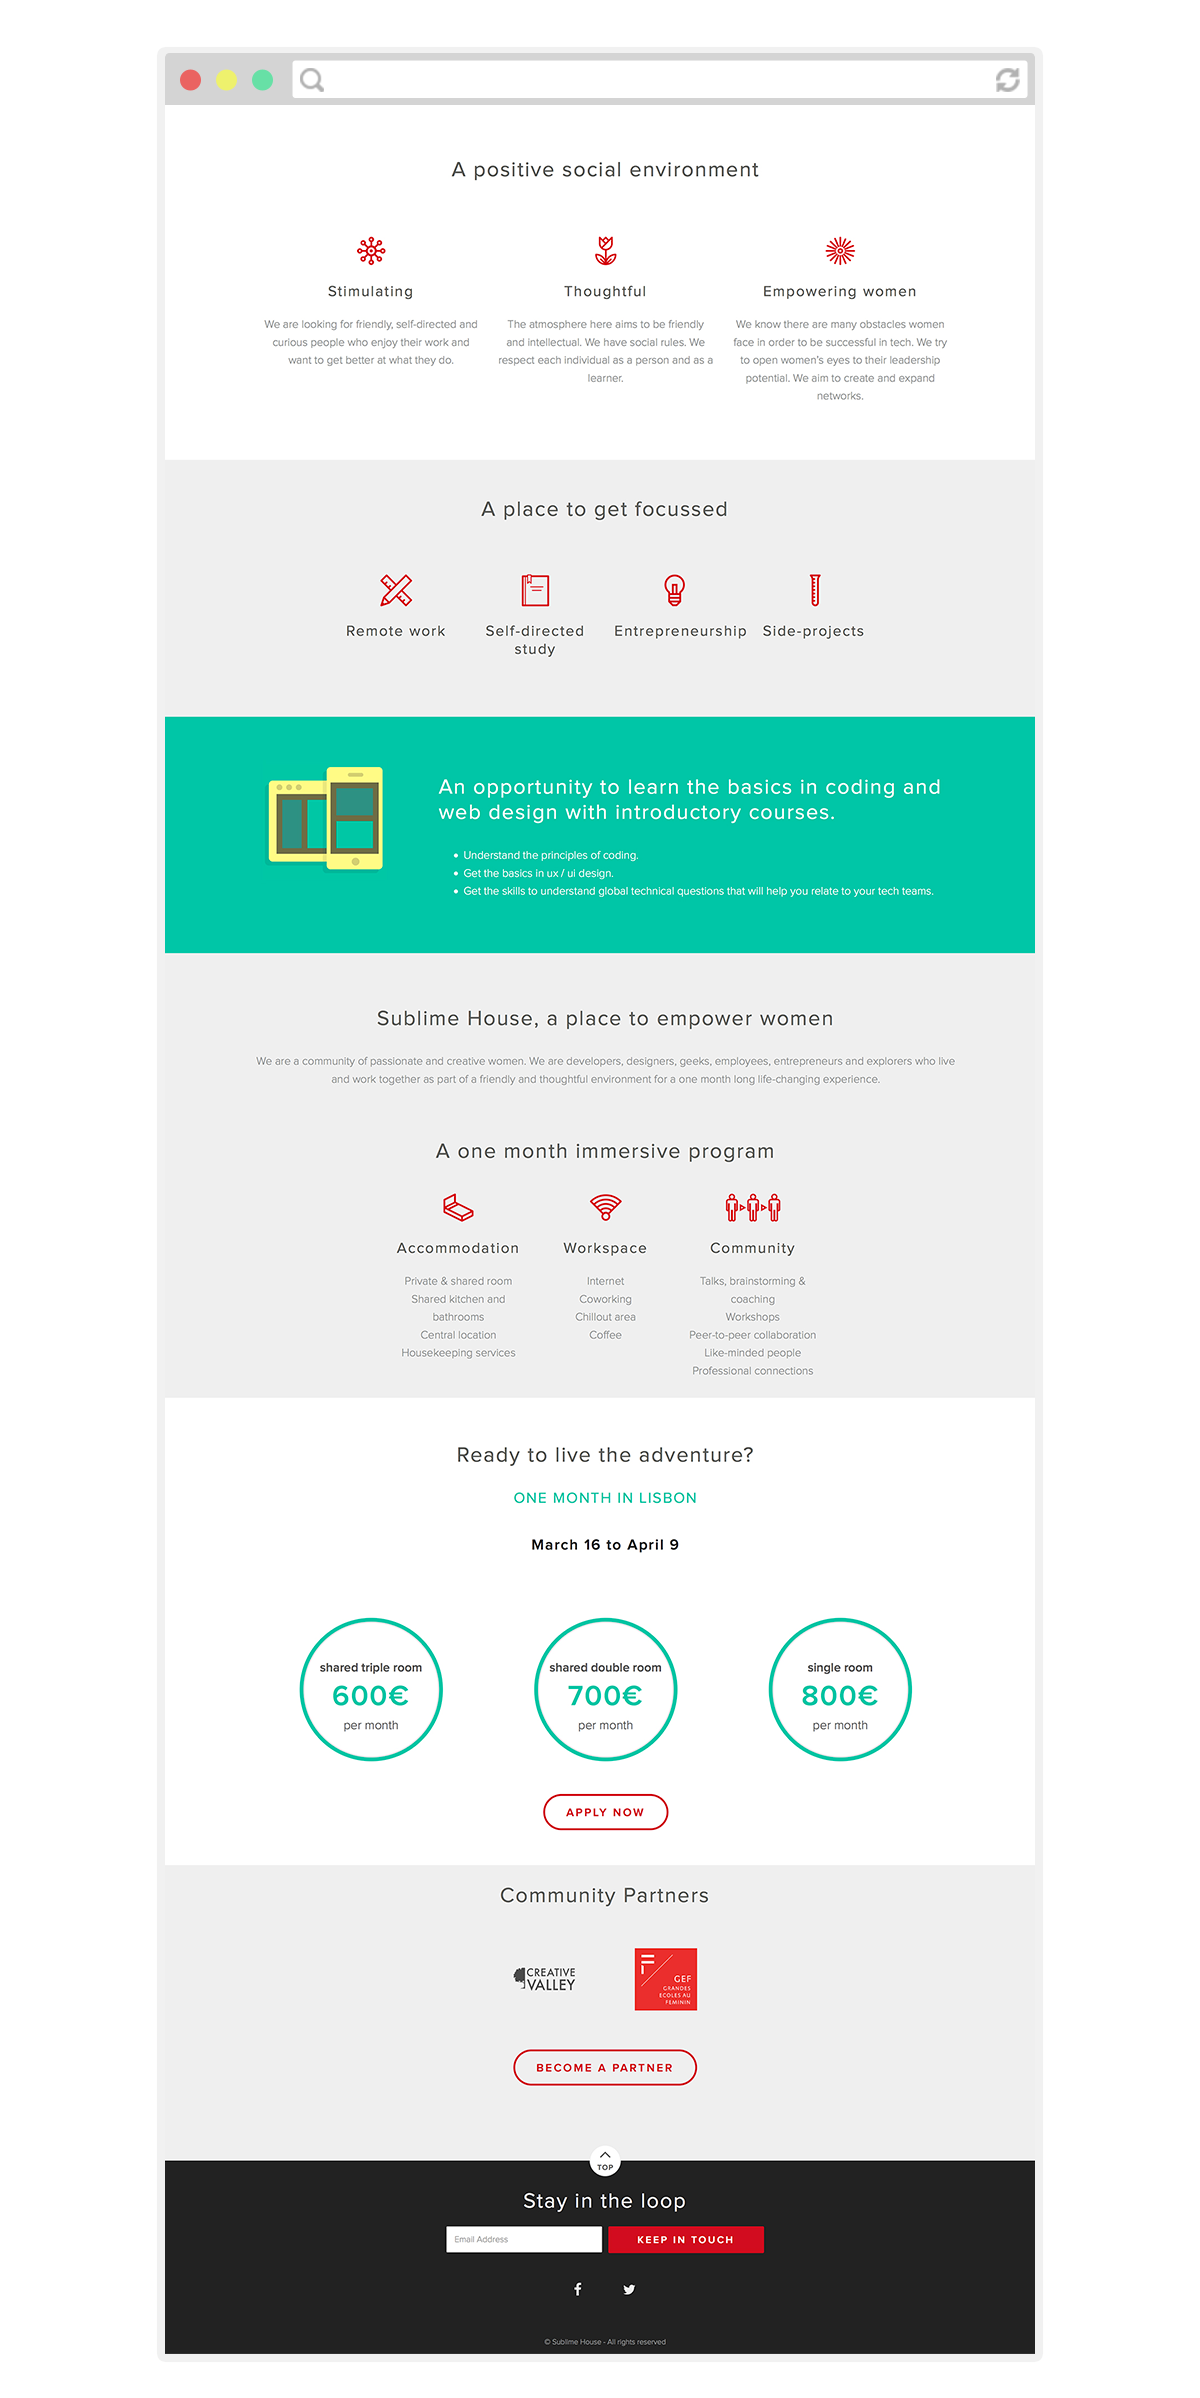 A positive social environment
Stimulating
We are looking for friendly, self-directed and
curious people who enjoy their work and
want to get better at what they do.
Thoughtful
The atmosphere here aims to be friendly
and intellectual. We have social rules. We
respect each individual as a person and as a
learner.
Empowering women
We know there are many obstacles women
face in order to be successful in tech. We try
to open women's eyes to their leadership
potential. We aim to create and expand
networks.
A place to get focussed
Remote work
Self-directed
study
Entrepreneurship
Side-projects
An opportunity to learn the basics in coding and
web design with introductory courses.
• Understand the principles of coding.
• Get the basics in ux / ui design.
• Get the skills to understand global technical questions that will help you relate to your tech teams.
Sublime House, a place to empower women
We are a community of passionate and creative women. We are developers, designers, geeks, employees, entrepreneurs and explorers who live
and work together as part of a friendly and thoughtful environment for a one month long life-changing experience.
A one month immersive program
Accommodation
Private & shared room
Shared kitchen and
bathrooms
Central location
Housekeeping services
Workspace
Internet
Coworking
Chillout area
Coffee
Community
Talks, brainstorming &
coaching
Workshops
Peer-to-peer collaboration
Like-minded people
Professional connections
Ready to live the adventure?
ONE MONTH IN LISBON
March 16 to April 9
shared triple room
600€
per month
shared double room
700€
per month
single room
800€
per month
APPLY NOW
Community Partners
CREATIVE
VALLEY
F
GEF
GRANDES
ECOLES AU
FEMININ
BECOME A PARTNER
TOP
Stay in the loop
Email Address
KEEP IN TOUCH
© Sublime House - All rights reserved